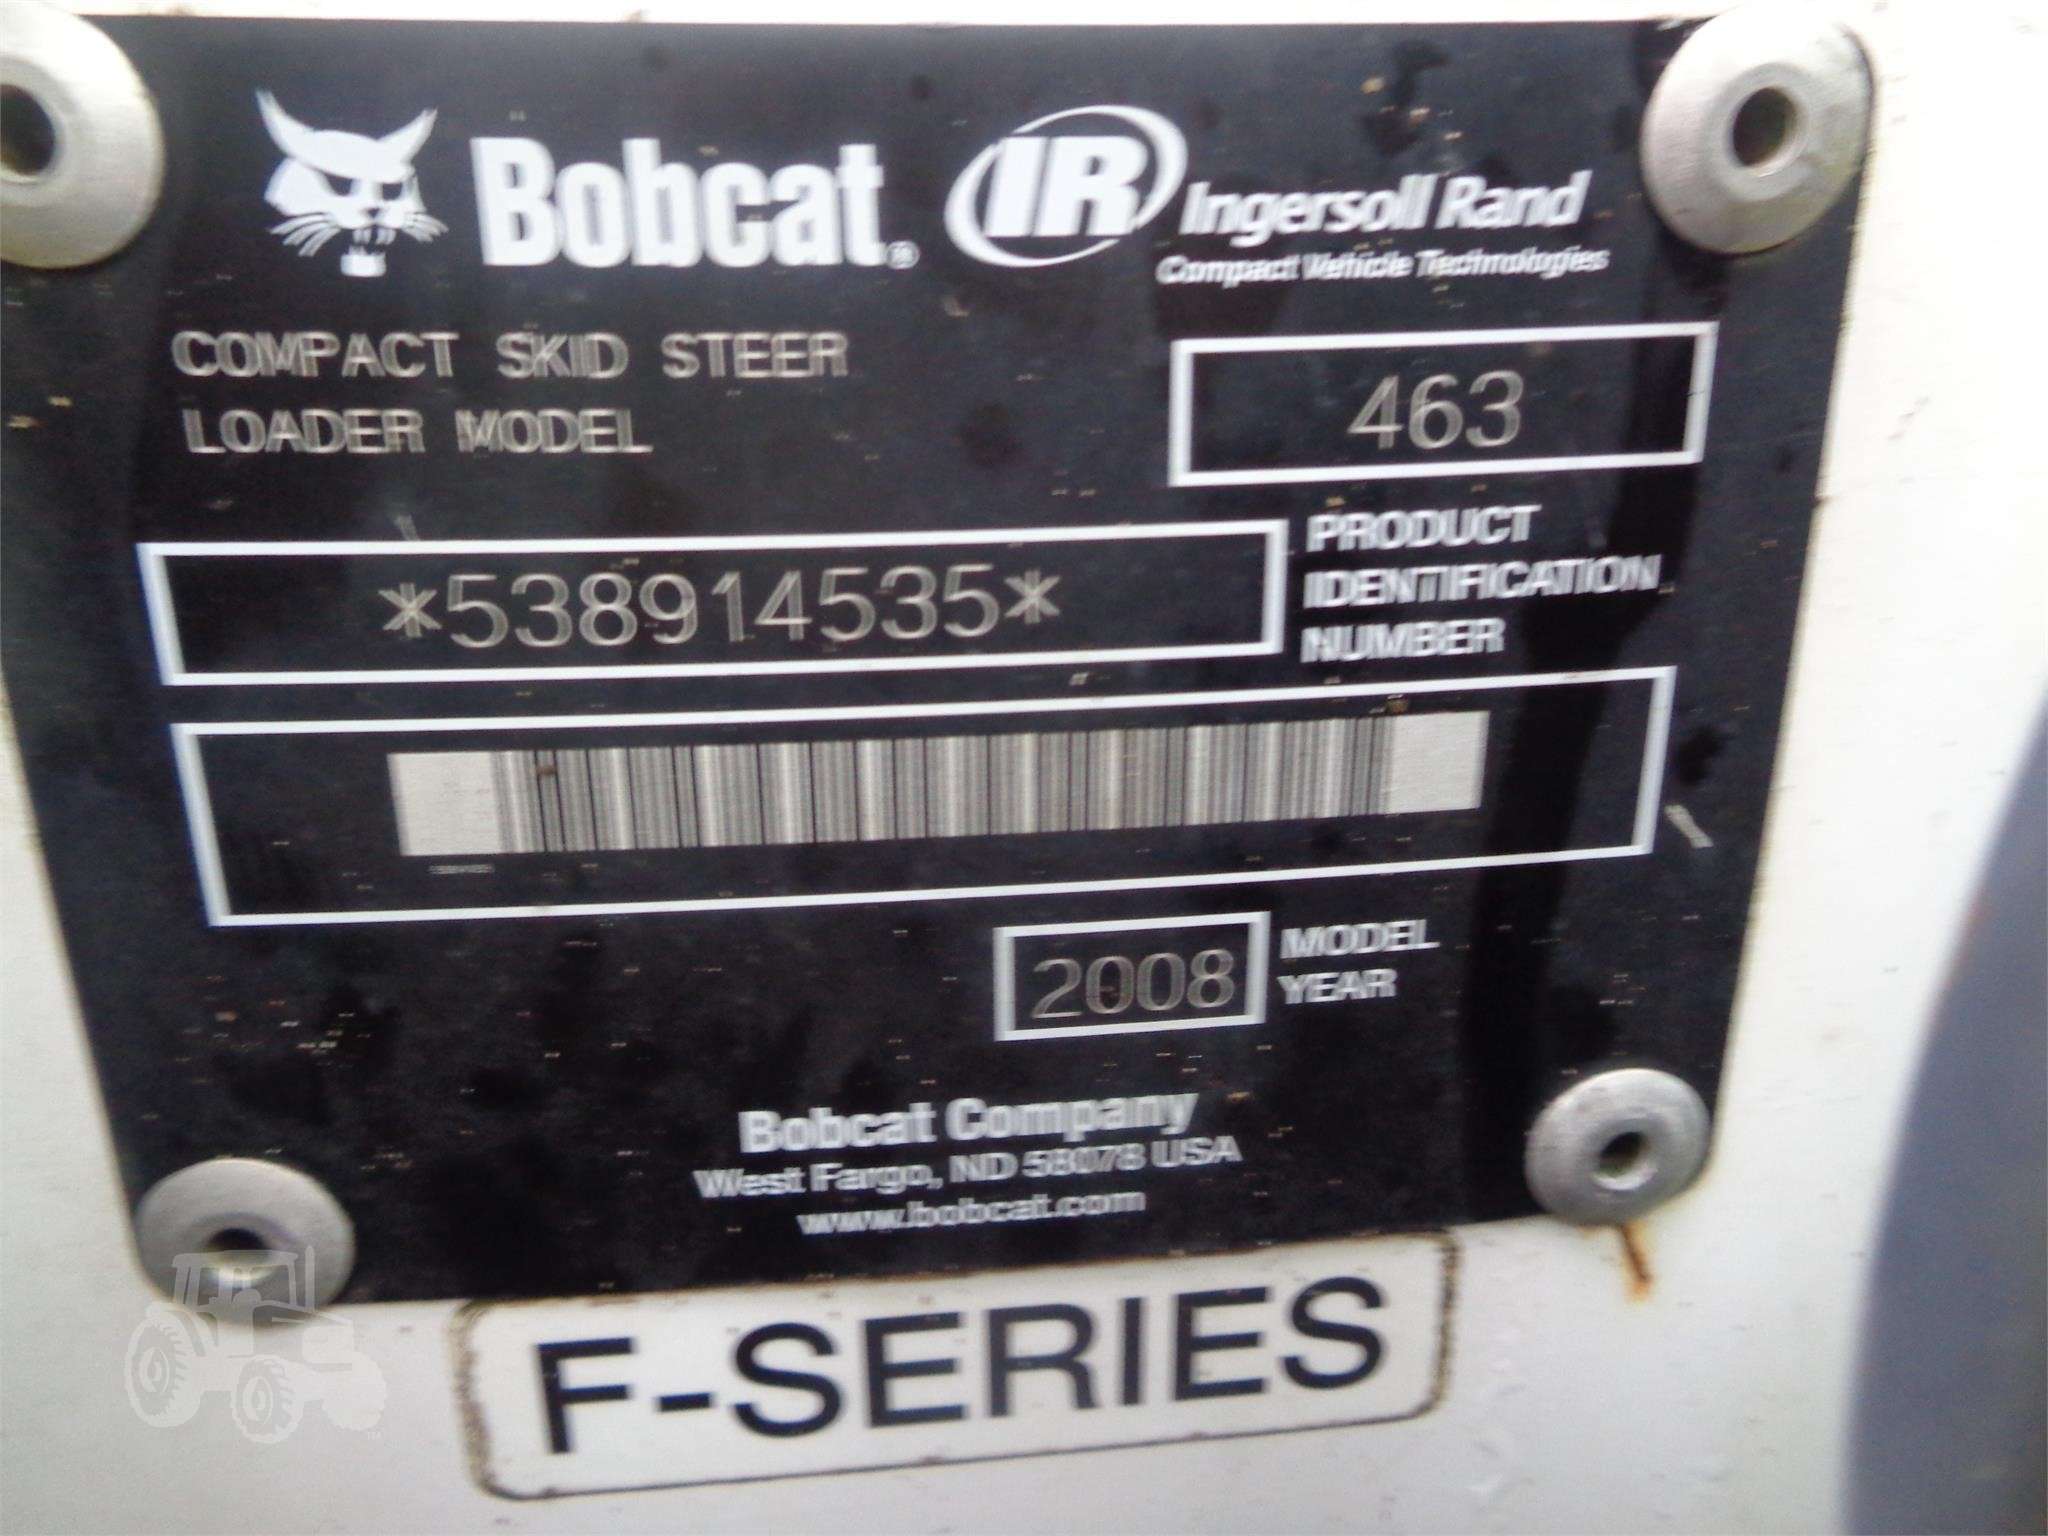 Bobcat®
IR Ingersoll Rand
Compact Vehicle Technologies
COMPACT SKID STEER
LOADER MODEL
463
*538914535*
PRODUCT
IDENTIFICATION
NUMBER
2008
MODEL
YEAR
Bobcat Company
West Fargo, ND 58078 USA
www.bobcat.com
F-SERIES